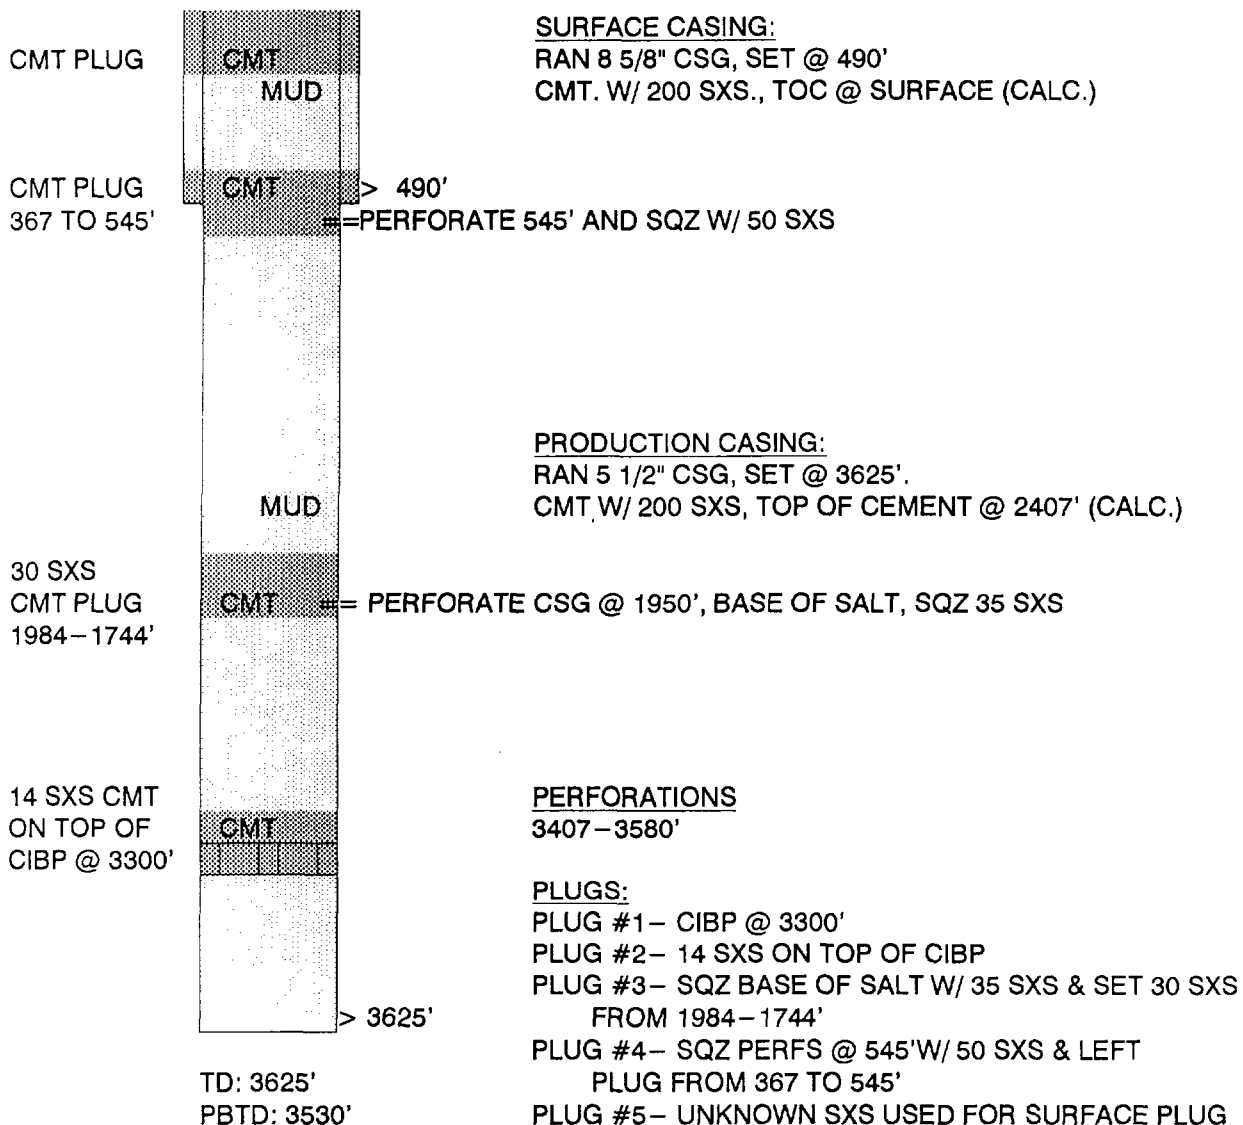 SURFACE CASING:
CMT PLUG
CMT
RAN 8 5/8" CSG, SET @ 490'
MUD
CMT. W/ 200 SXS., TOC @ SURFACE (CALC.)
CMT PLUG
367 TO 545'
CMT
> 490'
=PERFORATE 545' AND SQZ W/ 50 SXS
PRODUCTION CASING:
RAN 5 1/2" CSG, SET @ 3625'.
MUD
CMT. W/ 200 SXS, TOP OF CEMENT @ 2407' (CALC.)
30 SXS
CMT PLUG
1984-1744'
CMT
= PERFORATE CSG @ 1950', BASE OF SALT, SQZ 35 SXS
14 SXS CMT
ON TOP OF
CIBP @ 3300'
CMT
PERFORATIONS
3407-3580'
PLUGS:
PLUG #1- CIBP @ 3300'
PLUG #2- 14 SXS ON TOP OF CIBP
PLUG #3- SQZ BASE OF SALT W/ 35 SXS & SET 30 SXS
FROM 1984-1744'
PLUG #4- SQZ PERFS @ 545'W/ 50 SXS & LEFT
PLUG FROM 367 TO 545'
PLUG #5- UNKNOWN SXS USED FOR SURFACE PLUG
> 3625'
TD: 3625'
PBTD: 3530'